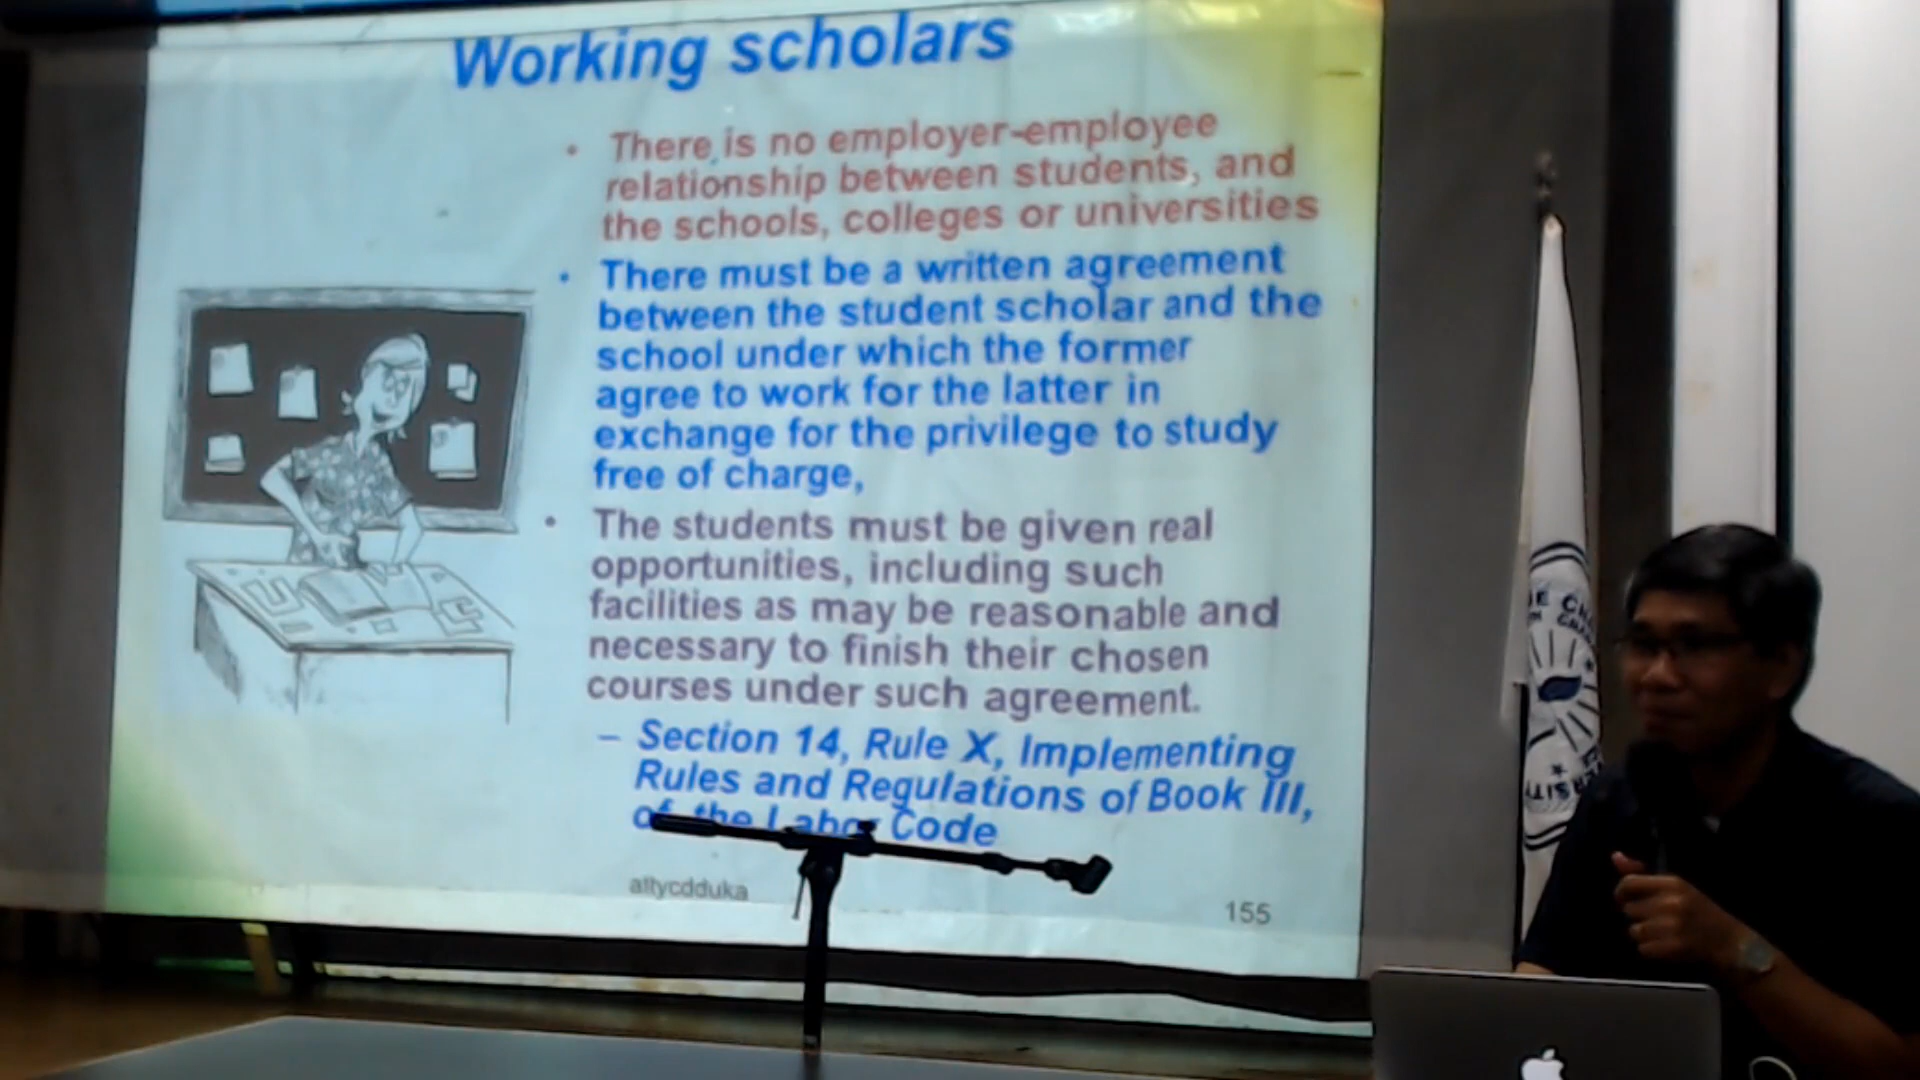 Working scholars
• There is no employer-employee
relationship between students, and
the schools, colleges or universities
• There must be a written agreement
between the student scholar and the
school under which the former
agree to work for the latter in
exchange for the privilege to study
free of charge,
• The students must be given real
opportunities, including such
facilities as may be reasonable and
necessary to finish their chosen
courses under such agreement.
– Section 14, Rule X, Implementing
Rules and Regulations of Book III,
of the Labor Code
attycdduka
155